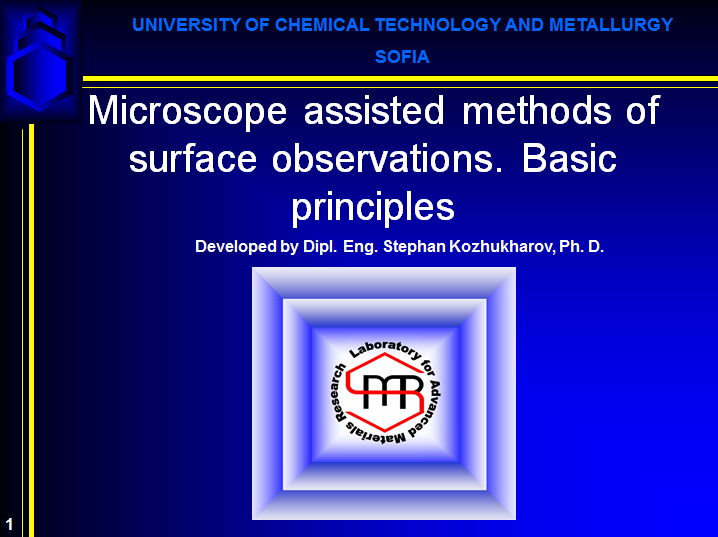 UNIVERSITY OF CHEMICAL TECHNOLOGY AND METALLURGY
SOFIA
Microscope assisted methods of
surface observations. Basic
principles
Developed by Dipl. Eng. Stephan Kozhukharov, Ph. D.
Laboratory for Advanced Materials Research
1